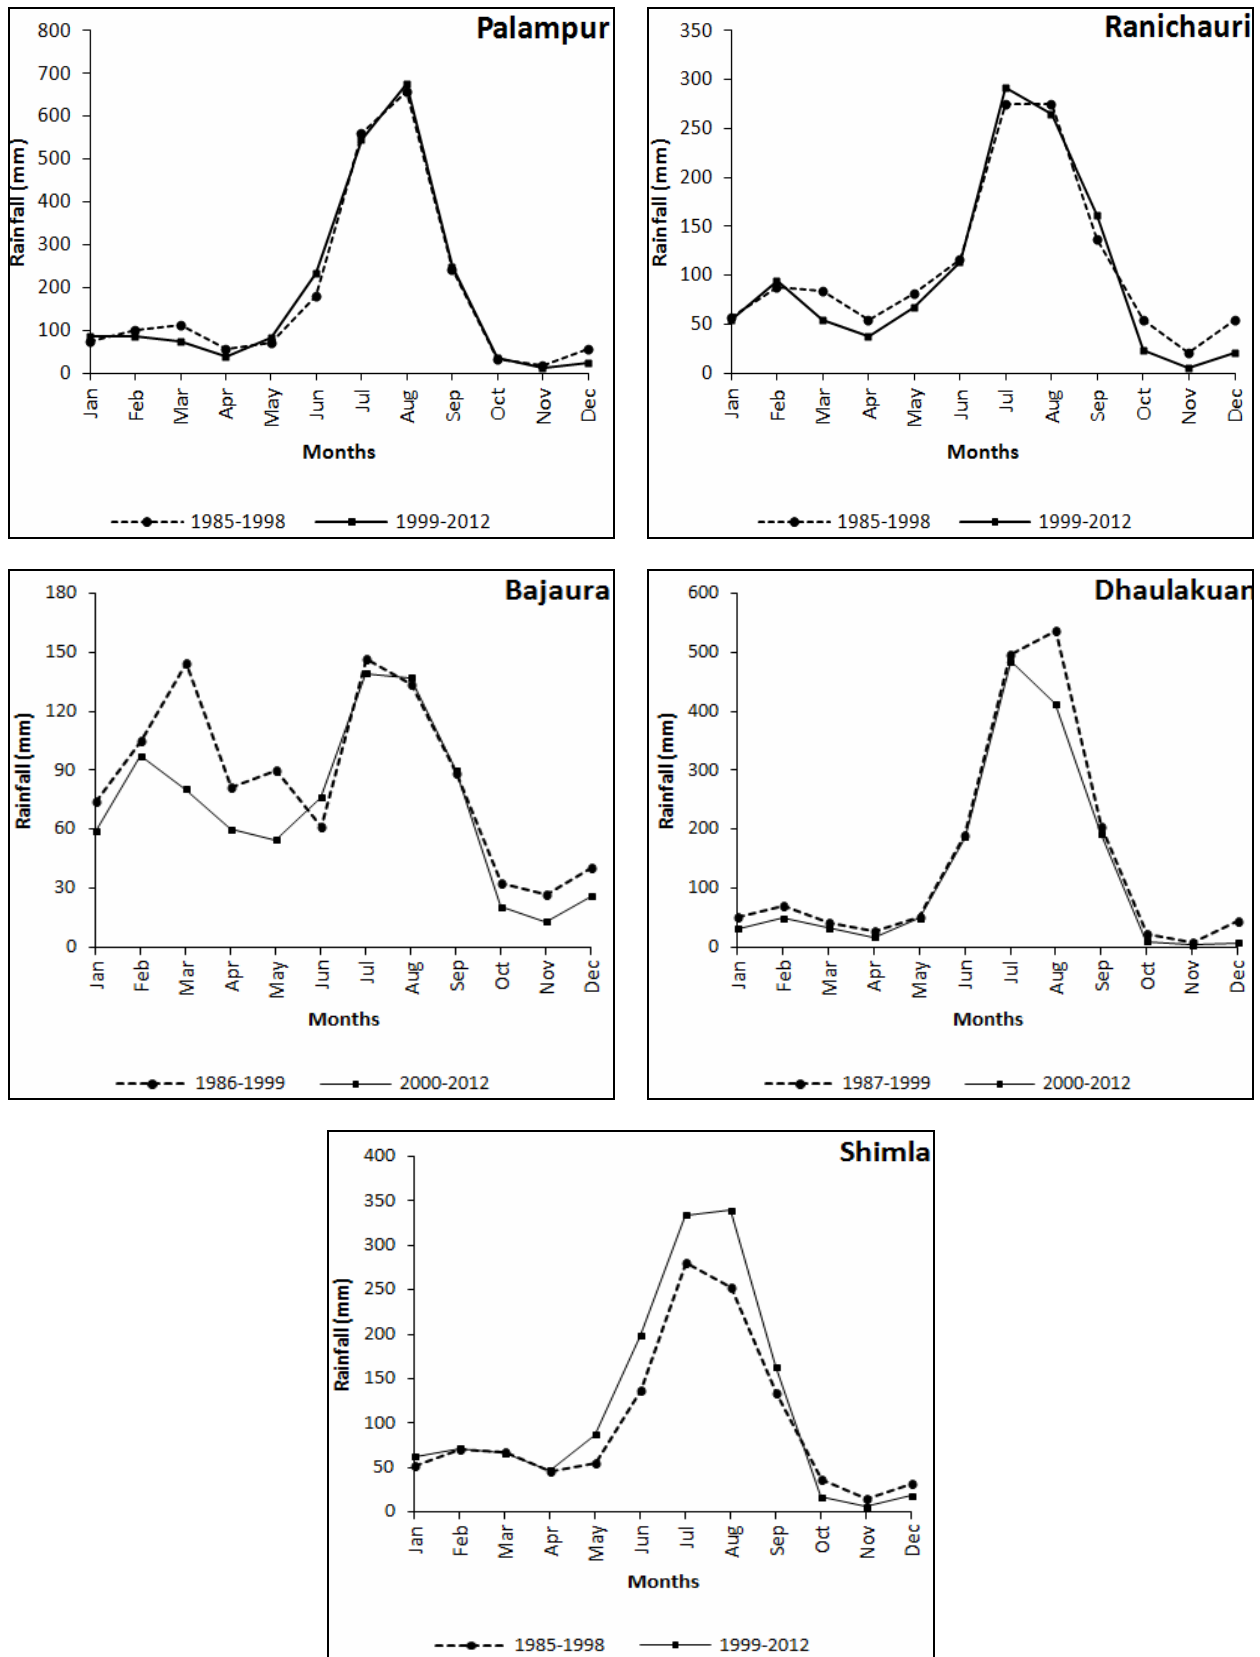 Palampur
800
700
600
500
400
300
200
100
0
Rainfall (mm)
Jan Feb Mar Apr May Jun Jul Aug Sep Oct Nov Dec
Months
1985-1998 1999-2012
Ranichauri
350
300
250
200
150
100
50
0
Rainfall (mm)
Jan Feb Mar Apr May Jun Jul Aug Sep Oct Nov Dec
Months
1985-1998 1999-2012
Bajaura
180
150
120
90
60
30
0
Rainfall (mm)
Jan Feb Mar Apr May Jun Jul Aug Sep Oct Nov Dec
Months
1986-1999 2000-2012
Dhaulakuan
600
500
400
300
200
100
0
Rainfall (mm)
Jan Feb Mar Apr May Jun Jul Aug Sep Oct Nov Dec
Months
1987-1999 2000-2012
Shimla
400
350
300
250
200
150
100
50
0
Rainfall (mm)
Jan Feb Mar Apr May Jun Jul Aug Sep Oct Nov Dec
Months
1985-1998 1999-2012